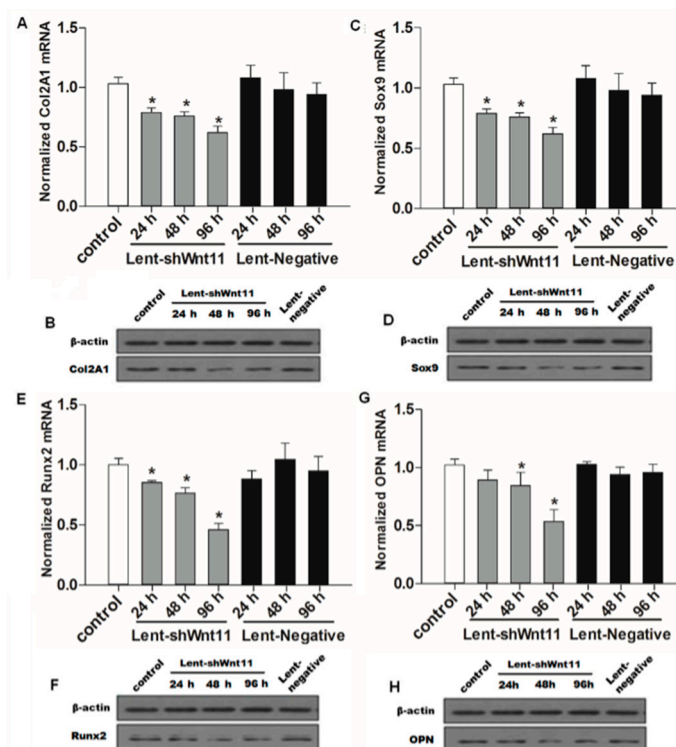 A
Normalized Col2A1 mRNA
1.5
1.0
0.5
0.0
* * *
control 24 h 48 h 96 h 24 h 48 h 96 h
Lent-shWnt11 Lent-Negative
C
Normalized Sox9 mRNA
1.5
1.0
0.5
0.0
* * *
control 24 h 48 h 96 h 24 h 48 h 96 h
Lent-shWnt11 Lent-Negative
B
control Lent-shWnt11 Lent-negative
24 h 48 h 96 h
β-actin
Col2A1
D
control Lent-shWnt11 Lent-negative
24 h 48 h 96 h
β-actin
Sox9
E
Normalized Runx2 mRNA
1.5
1.0
0.5
0.0
* * *
control 24 h 48 h 96 h 24 h 48 h 96 h
Lent-shWnt11 Lent-Negative
G
Normalized OPN mRNA
1.5
1.0
0.5
0.0
* *
control 24 h 48 h 96 h 24 h 48 h 96 h
Lent-shWnt11 Lent-Negative
F
control Lent-shWnt11 Lent-negative
24 h 48 h 96 h
β-actin
Runx2
H
control Lent-shWnt11 Lent-negative
24h 48h 96h
β-actin
OPN